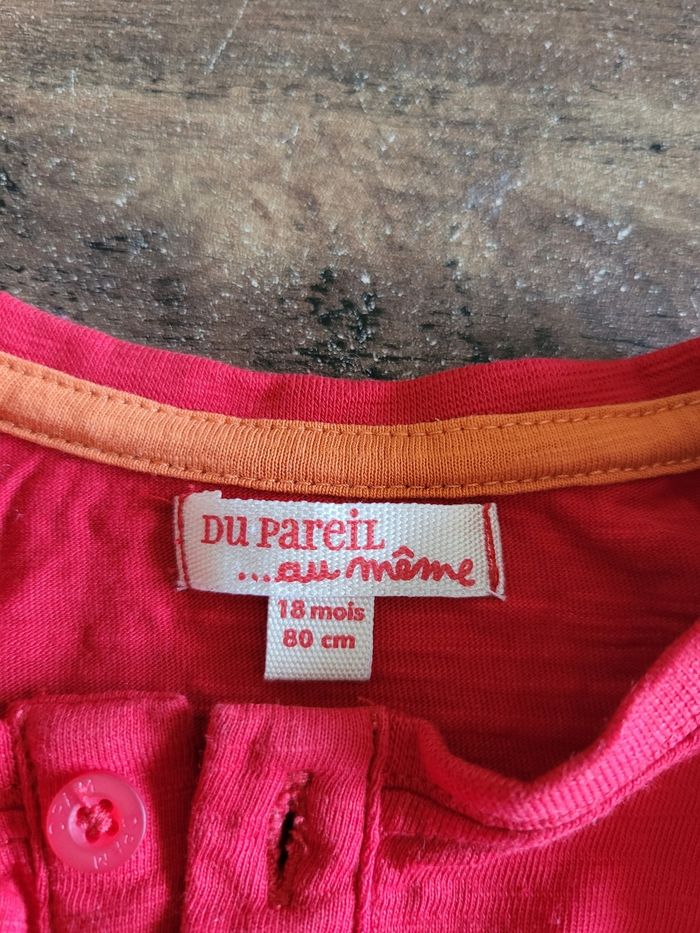 DU PAREIL
...au même
18 mois
80 cm